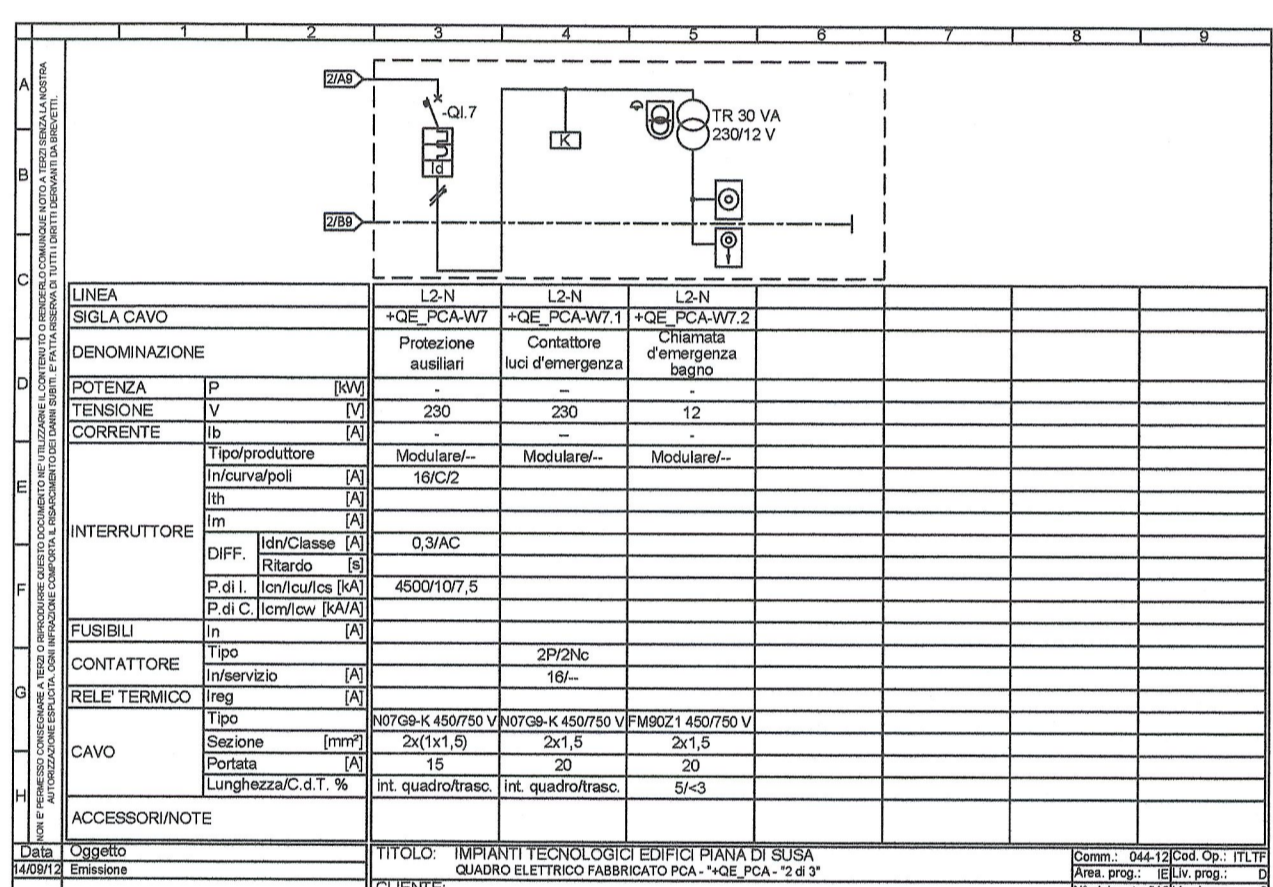 1 2 3 4 5 6 7 8 9
A
B
C
D
E
F
G
H
NON E' PERMESSO CONSEGNARE A TERZI O RIPRODURRE QUESTO DOCUMENTO NE' UTILIZZARNE IL CONTENUTO O RENDERLO COMUNQUE NOTO A TERZI SENZA LA NOSTRA
AUTORIZZAZIONE ESPLICITA. OGNI INFRAZIONE COMPORTA IL RISARCIMENTO DEI DANNI SUBITI. E' FATTA RISERVA DI TUTTI I DIRITTI DERIVANTI DA BREVETTI.
2/A9
-QI.7
Id
K
TR 30 VA
230/12 V
2/B9
LINEA L2-N L2-N L2-N
SIGLA CAVO +QE_PCA-W7 +QE_PCA-W7.1 +QE_PCA-W7.2
DENOMINAZIONE
Protezione
ausiliari
Contattore
luci d'emergenza
Chiamata
d'emergenza
bagno
POTENZA P [kW] - – -
TENSIONE V [V] 230 230 12
CORRENTE Ib [A] - – -
INTERRUTTORE
Tipo/produttore Modulare/-- Modulare/-- Modulare/--
In/curva/poli [A] 16/C/2
Ith [A]
Im [A]
DIFF. Idn/Classe [A] 0,3/AC
Ritardo [s]
P.di I. Icn/Icu/Ics [kA] 4500/10/7,5
P.di C. Icm/Icw [kA/A]
FUSIBILI In [A]
CONTATTORE
Tipo 2P/2Nc
In/servizio [A] 16/--
RELE' TERMICO Ireg [A]
CAVO
Tipo N07G9-K 450/750 V N07G9-K 450/750 V FM90Z1 450/750 V
Sezione [mm²] 2x(1x1,5) 2x1,5 2x1,5
Portata [A] 15 20 20
Lunghezza/C.d.T. % int. quadro/trasc. int. quadro/trasc. 5/<3
ACCESSORI/NOTE
Data Oggetto
14/09/12 Emissione
TITOLO: IMPIANTI TECNOLOGICI EDIFICI PIANA DI SUSA
QUADRO ELETTRICO FABBRICATO PCA - "+QE_PCA - "2 di 3"
Comm.: 044-12 Cod. Op.: ITLTF
Area. prog.: IE Liv. prog.: D
CLIENTE: